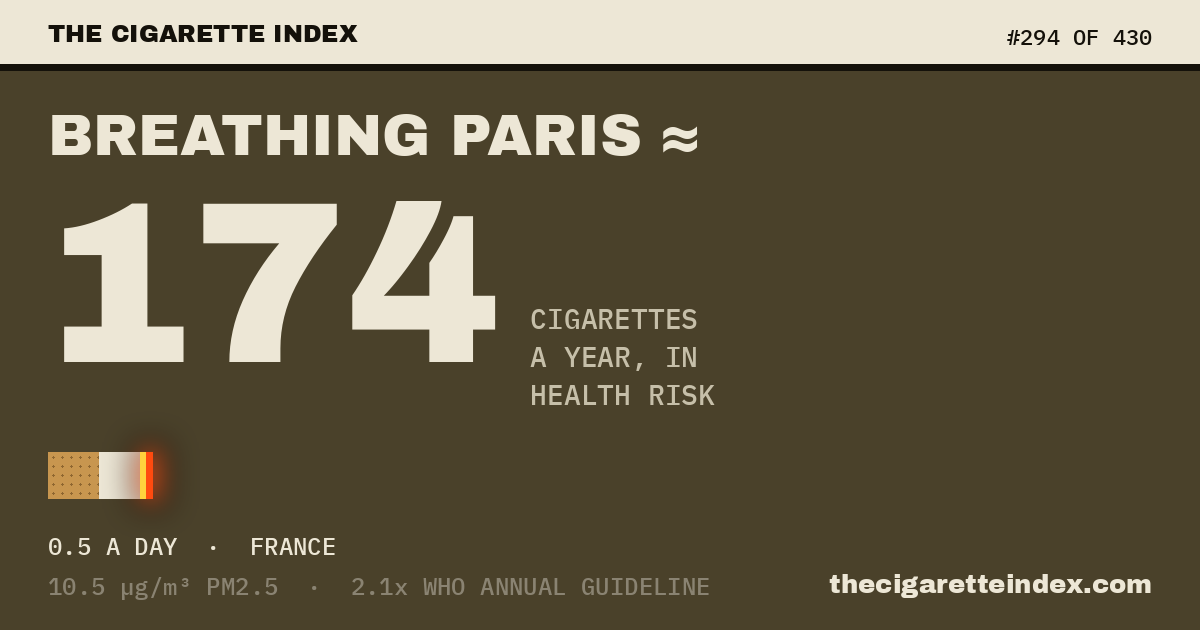 THE CIGARETTE INDEX
#294 OF 430
BREATHING PARIS ≈
174
CIGARETTES
A YEAR, IN
HEALTH RISK
0.5 A DAY · FRANCE
10.5 µg/m³ PM2.5 · 2.1x WHO ANNUAL GUIDELINE
thecigaretteindex.com